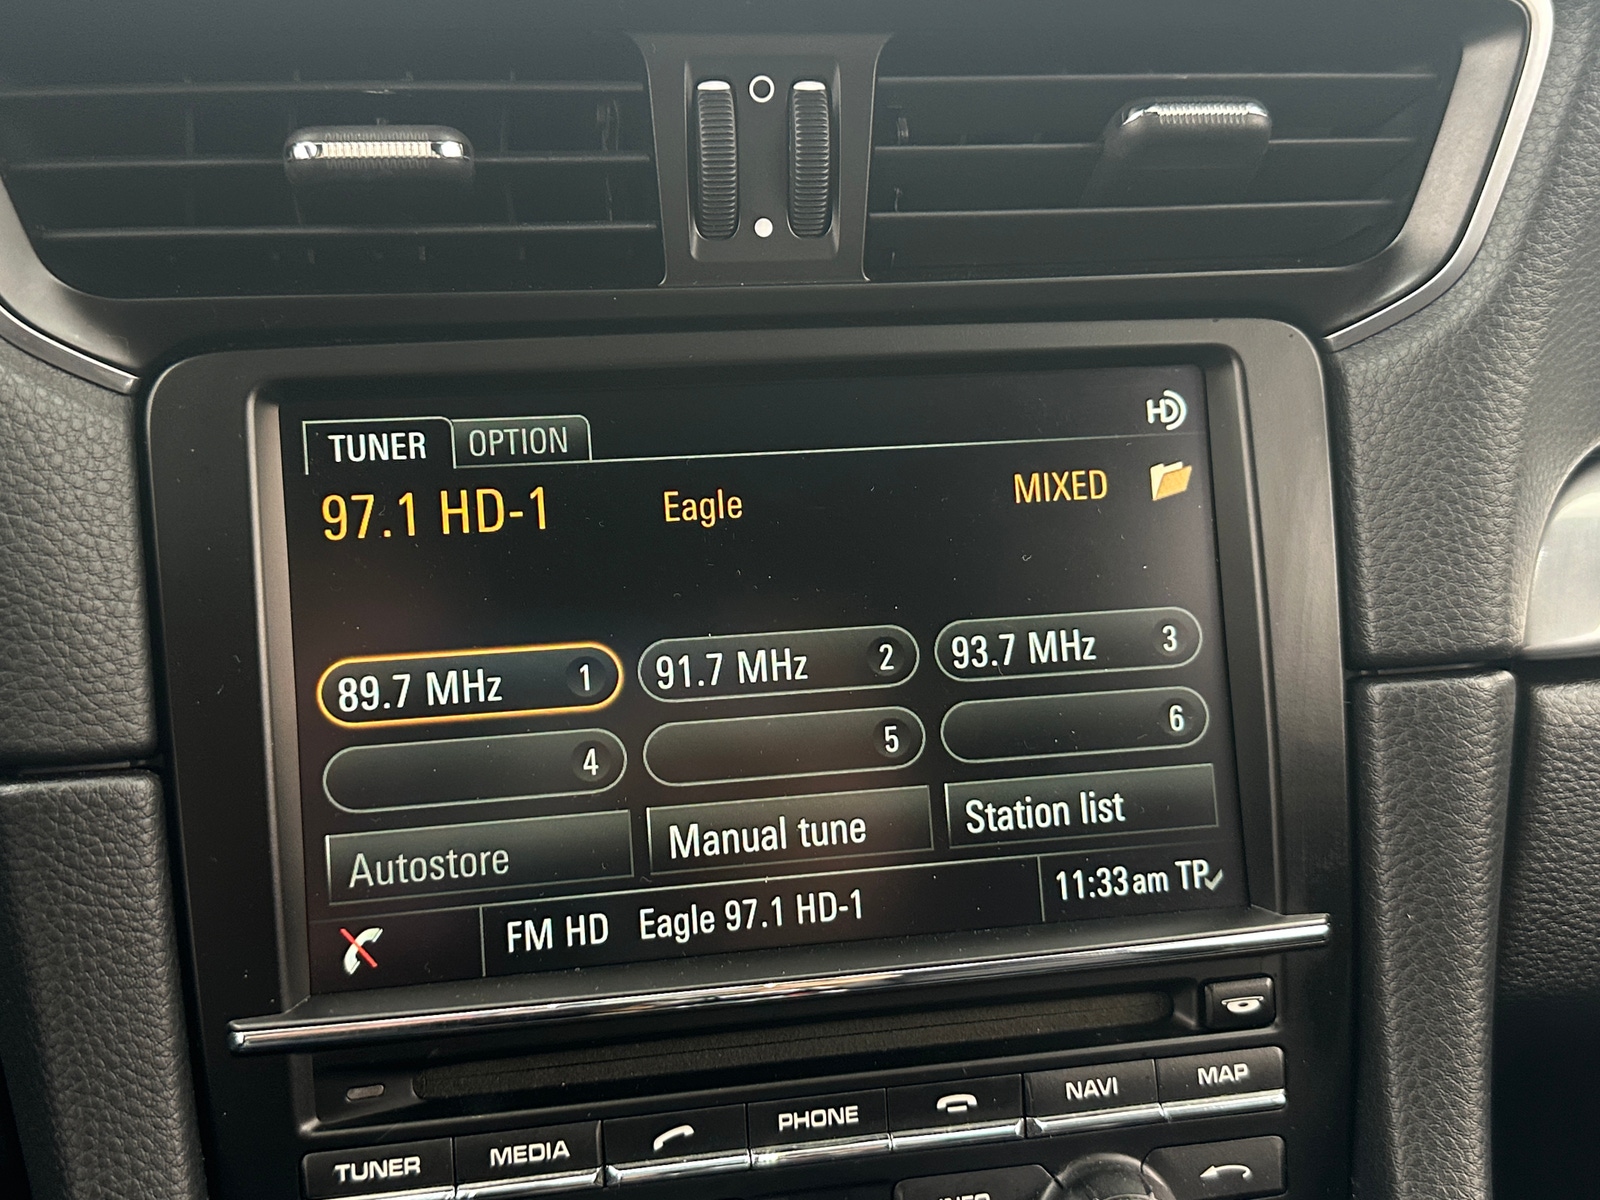 HD
TUNER OPTION
97.1 HD-1 Eagle MIXED
89.7 MHz 1 91.7 MHz 2 93.7 MHz 3
4 5 6
Autostore Manual tune Station list
FM HD Eagle 97.1 HD-1 11:33am TP
TUNER MEDIA PHONE NAVI MAP